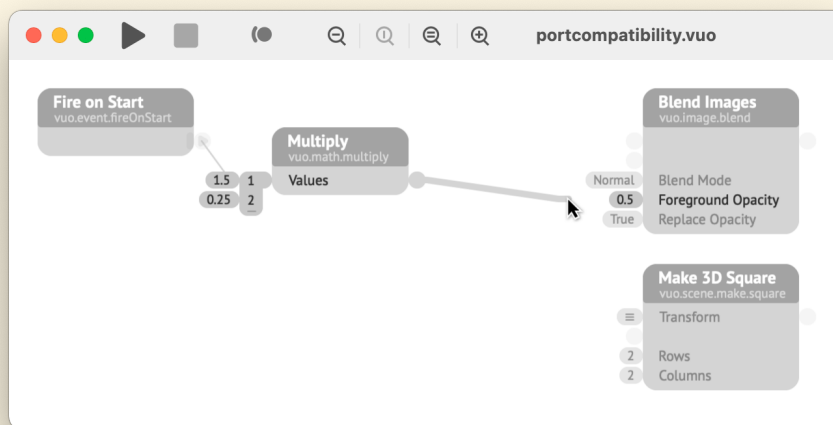 portcompatibility.vuo
Fire on Start
vuo.event.fireOnStart
Multiply
vuo.math.multiply
1.5 1 Values
0.25 2
Blend Images
vuo.image.blend
Normal Blend Mode
0.5 Foreground Opacity
True Replace Opacity
Make 3D Square
vuo.scene.make.square
Transform
2 Rows
2 Columns